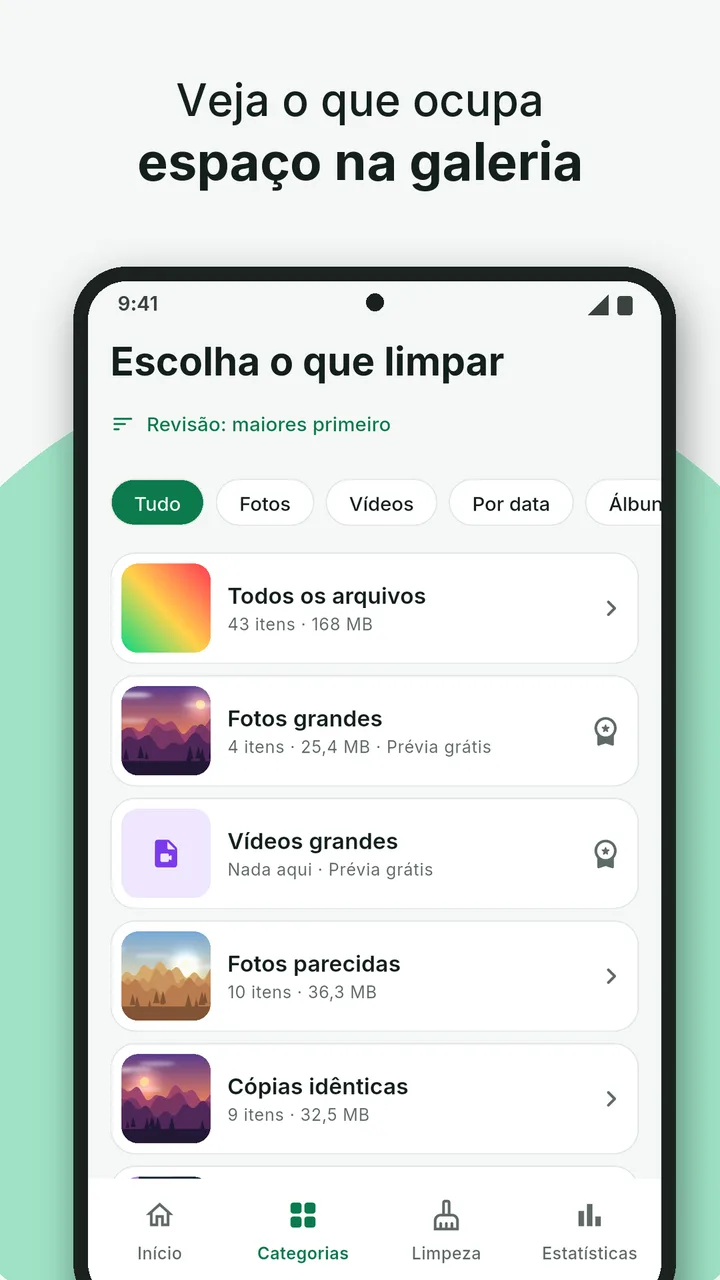 Veja o que ocupa
espaço na galeria
9:41
Escolha o que limpar
Revisão: maiores primeiro
Tudo
Fotos
Vídeos
Por data
Todos os arquivos
43 itens · 168 MB
Fotos grandes
4 itens · 25,4 MB · Prévia grátis
Vídeos grandes
Nada aqui · Prévia grátis
Fotos parecidas
10 itens · 36,3 MB
Cópias idênticas
9 itens · 32,5 MB
Início
Categorias
Limpeza
Estatísticas